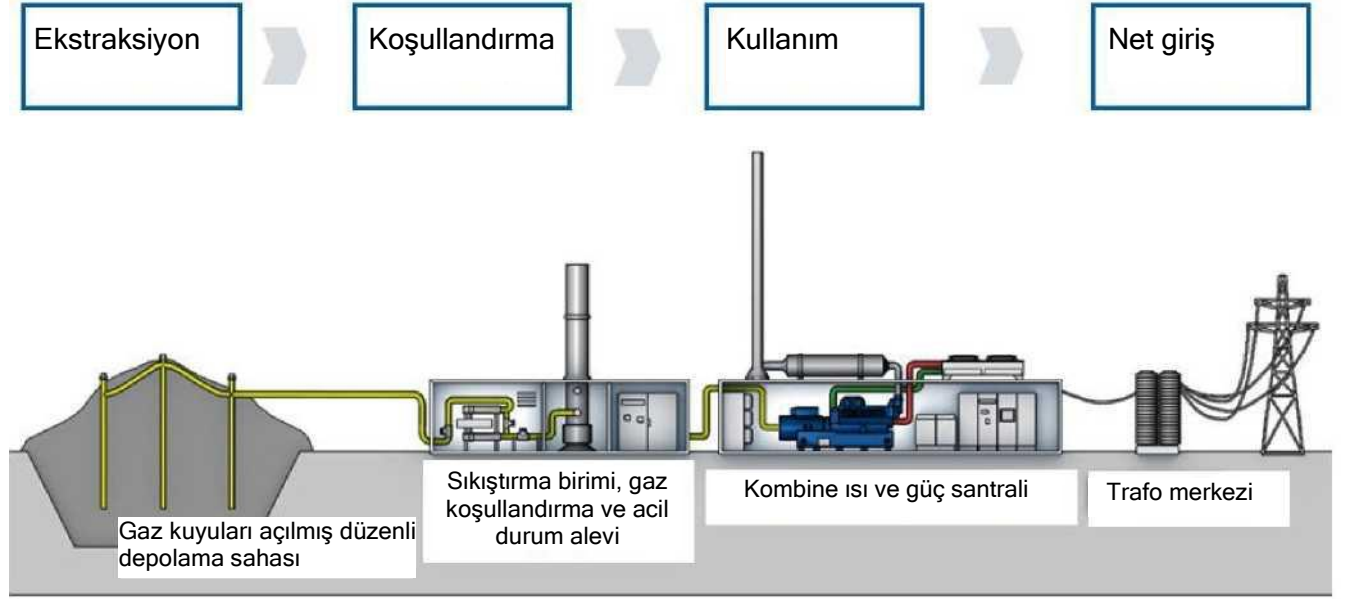 Ekstraksiyon
Koşullandırma
Kullanım
Net giriş
Gaz kuyuları açılmış düzenli
depolama sahası
Sıkıştırma birimi, gaz
koşullandırma ve acil
durum alevi
Kombine ısı ve güç santrali
Trafo merkezi